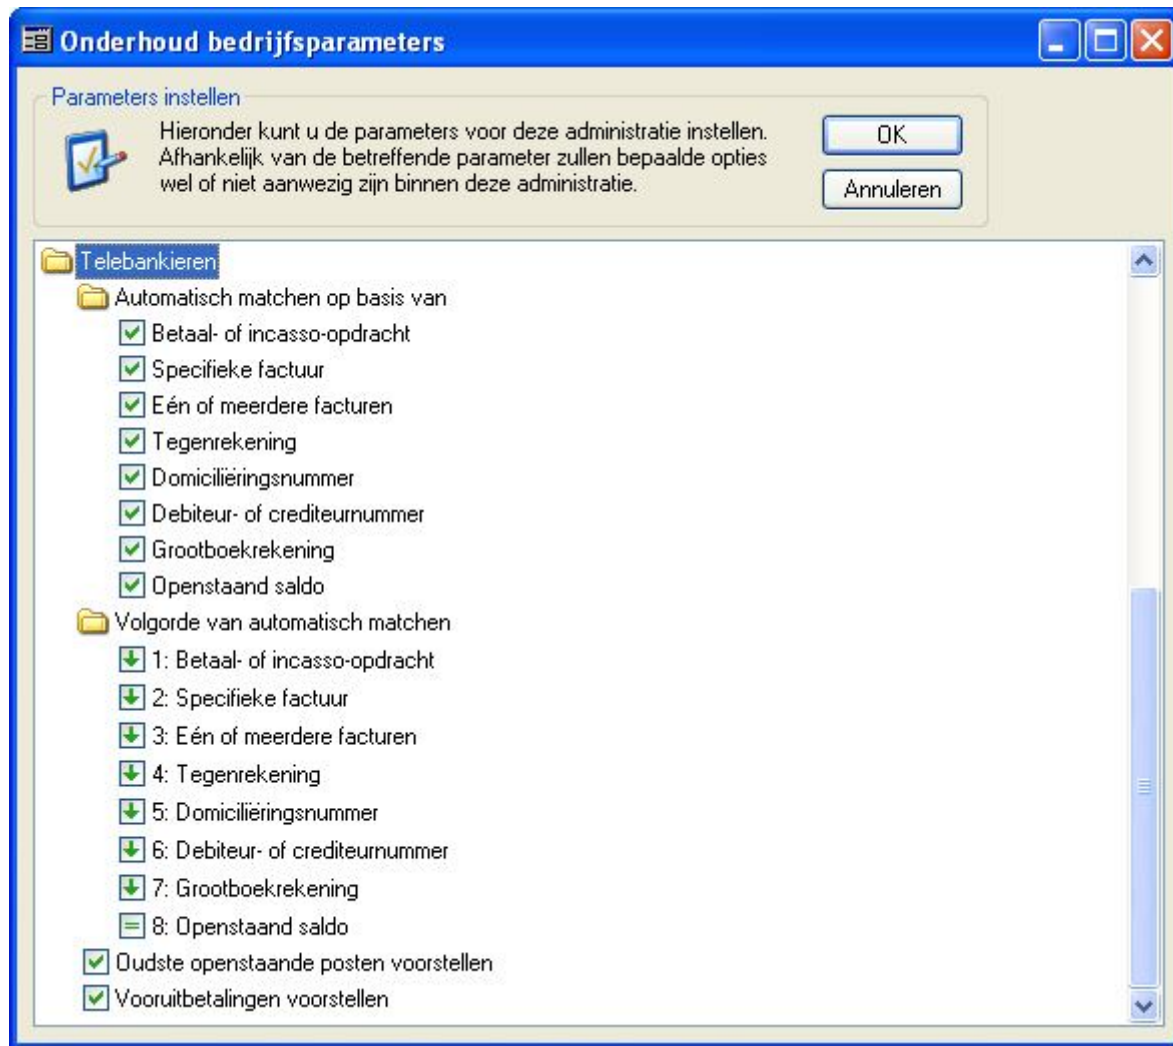 Onderhoud bedrijfsparameters
Parameters instellen
Hieronder kunt u de parameters voor deze administratie instellen.
Afhankelijk van de betreffende parameter zullen bepaalde opties
wel of niet aanwezig zijn binnen deze administratie.
OK
Annuleren
Telebankieren
Automatisch matchen op basis van
Betaal- of incasso-opdracht
Specifieke factuur
Eén of meerdere facturen
Tegenrekening
Domiciliëringsnummer
Debiteur- of crediteurnummer
Grootboekrekening
Openstaand saldo
Volgorde van automatisch matchen
1: Betaal- of incasso-opdracht
2: Specifieke factuur
3: Eén of meerdere facturen
4: Tegenrekening
5: Domiciliëringsnummer
6: Debiteur- of crediteurnummer
7: Grootboekrekening
8: Openstaand saldo
Oudste openstaande posten voorstellen
Vooruitbetalingen voorstellen